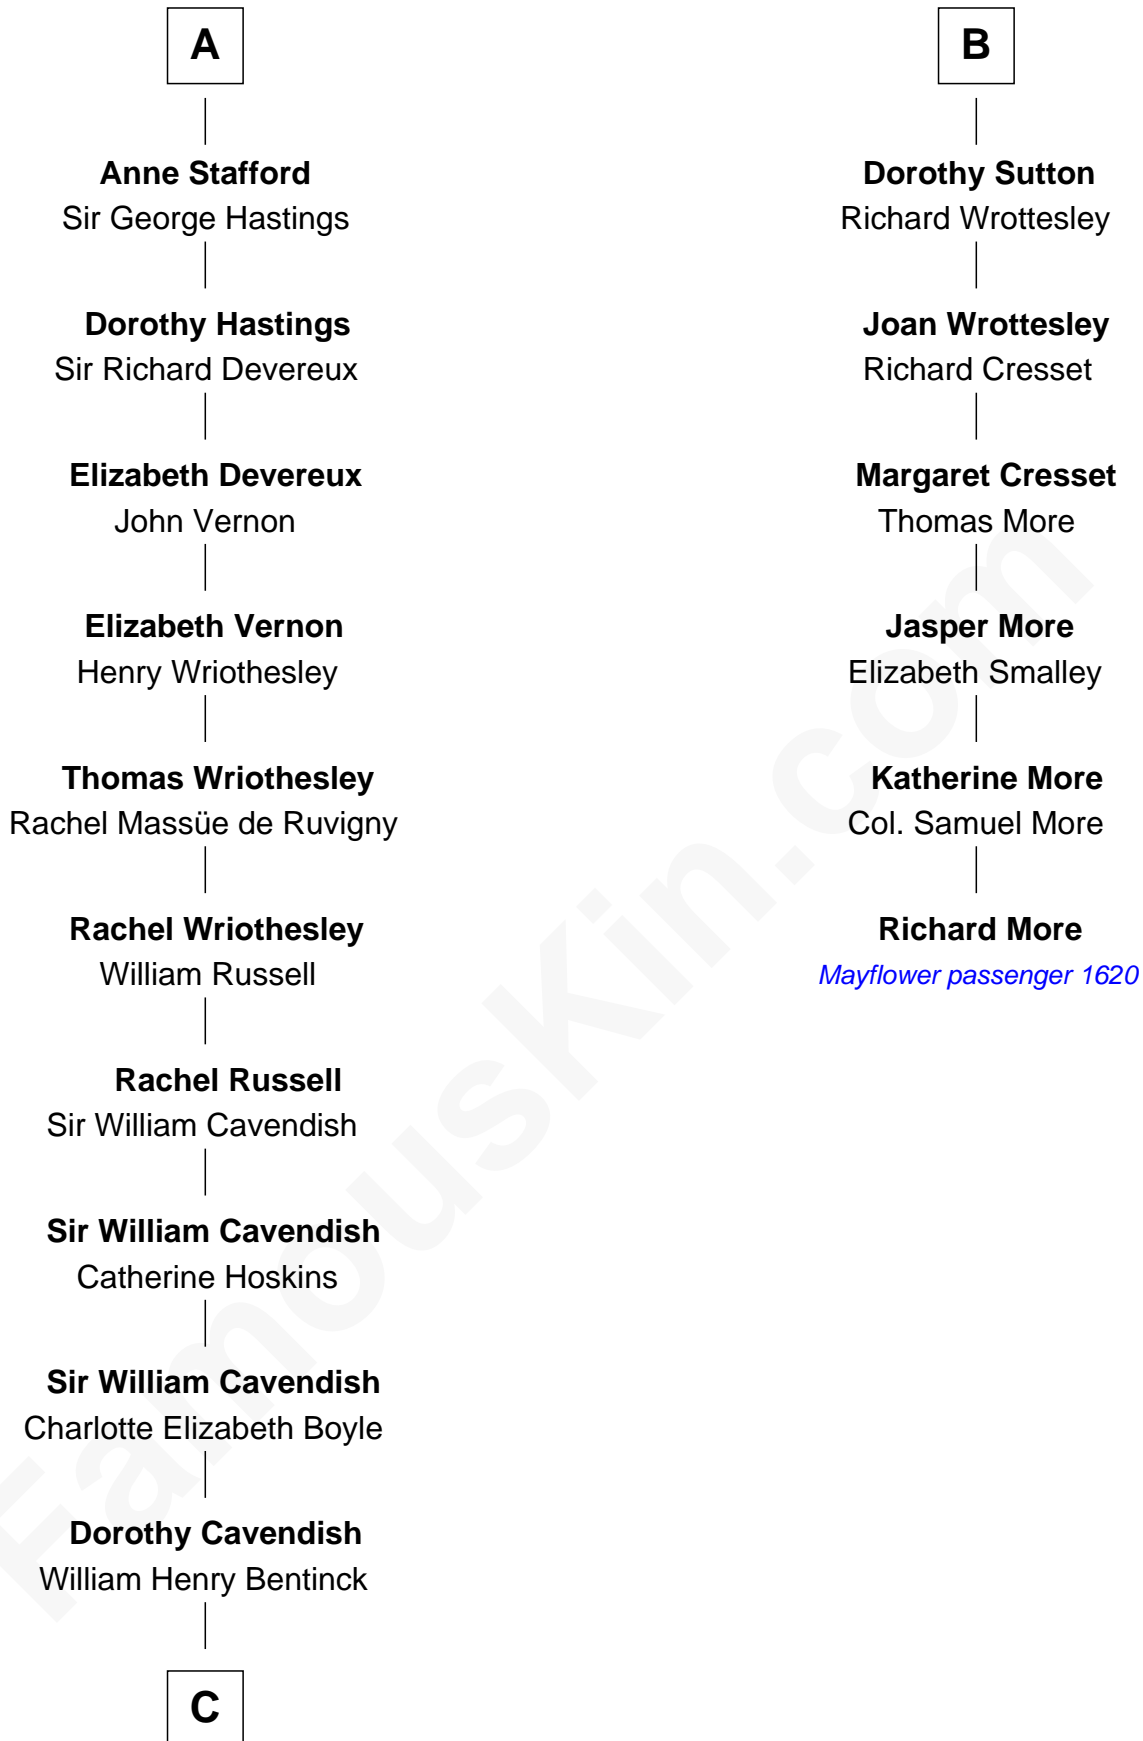 A
Anne Stafford
Sir George Hastings
Dorothy Hastings
Sir Richard Devereux
Elizabeth Devereux
John Vernon
Elizabeth Vernon
Henry Wriothesley
Thomas Wriothesley
Rachel Massüe de Ruvigny
Rachel Wriothesley
William Russell
Rachel Russell
Sir William Cavendish
Sir William Cavendish
Catherine Hoskins
Sir William Cavendish
Charlotte Elizabeth Boyle
Dorothy Cavendish
William Henry Bentinck
C
B
Dorothy Sutton
Richard Wrottesley
Joan Wrottesley
Richard Cresset
Margaret Cresset
Thomas More
Jasper More
Elizabeth Smalley
Katherine More
Col. Samuel More
Richard More
Mayflower passenger 1620
FamousKin.com